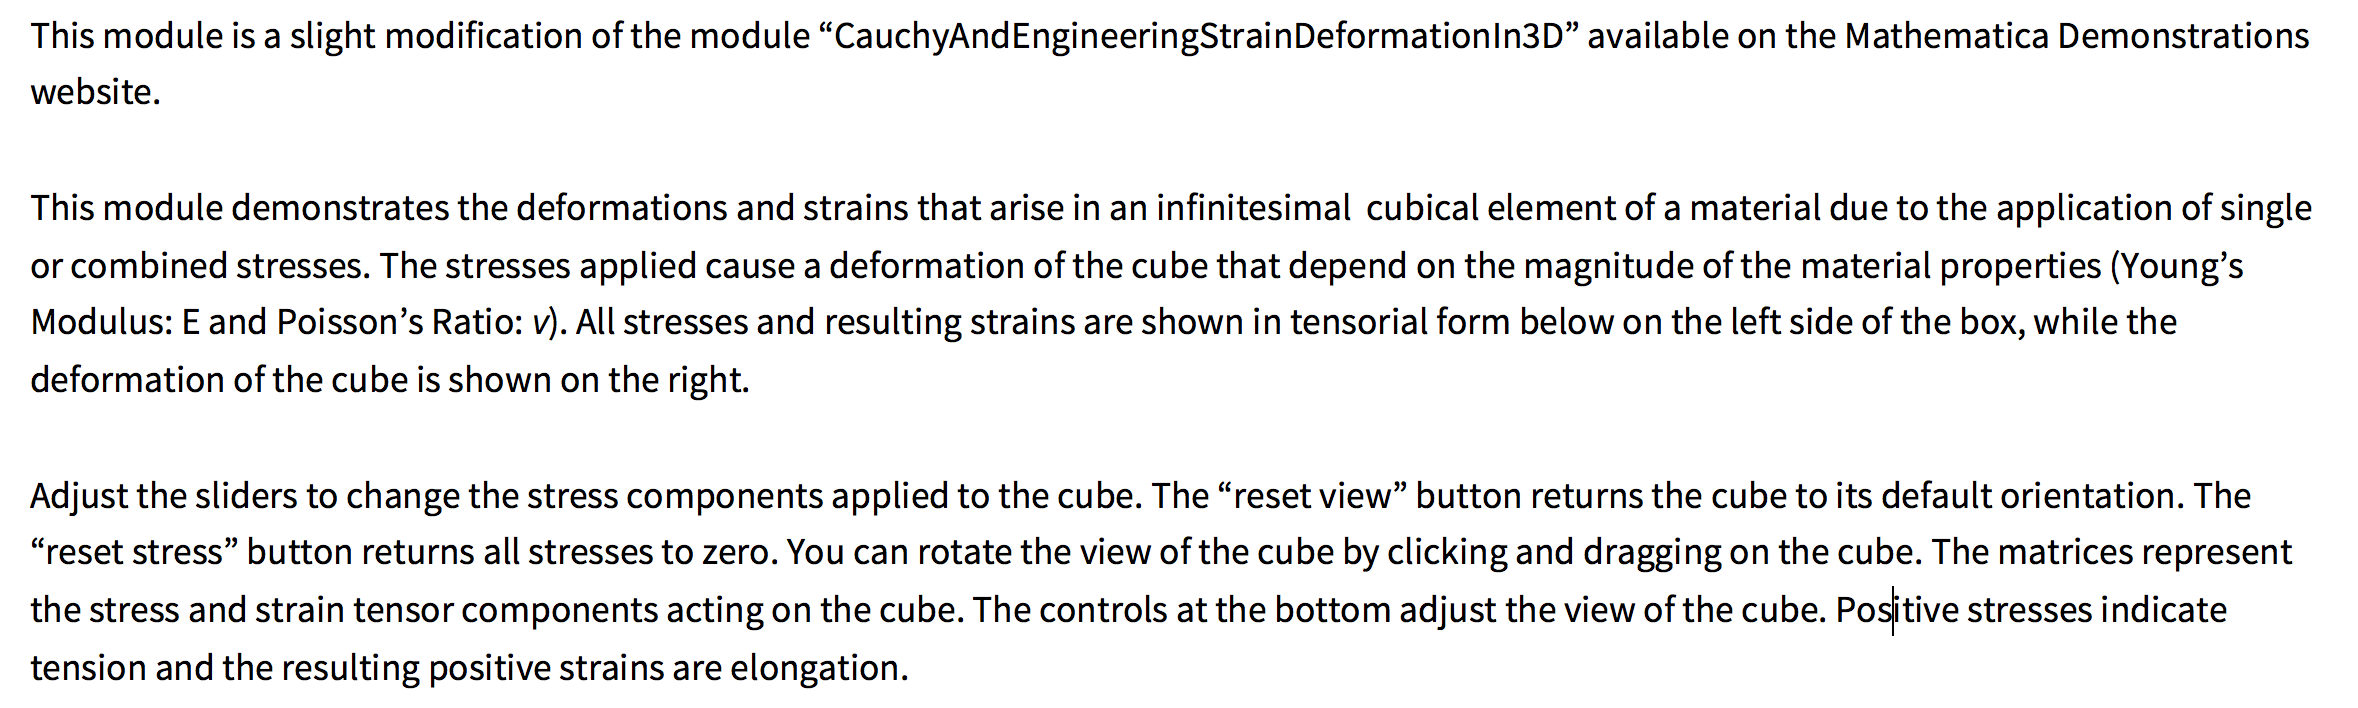 This module is a slight modification of the module “CauchyAndEngineeringStrainDeformationIn3D” available on the Mathematica Demonstrations
website.
This module demonstrates the deformations and strains that arise in an infinitesimal  cubical element of a material due to the application of single
or combined stresses. The stresses applied cause a deformation of the cube that depend on the magnitude of the material properties (Young’s
Modulus: E and Poisson’s Ratio: ν). All stresses and resulting strains are shown in tensorial form below on the left side of the box, while the
deformation of the cube is shown on the right.
Adjust the sliders to change the stress components applied to the cube. The “reset view” button returns the cube to its default orientation. The
“reset stress” button returns all stresses to zero. You can rotate the view of the cube by clicking and dragging on the cube. The matrices represent
the stress and strain tensor components acting on the cube. The controls at the bottom adjust the view of the cube. Positive stresses indicate
tension and the resulting positive strains are elongation.